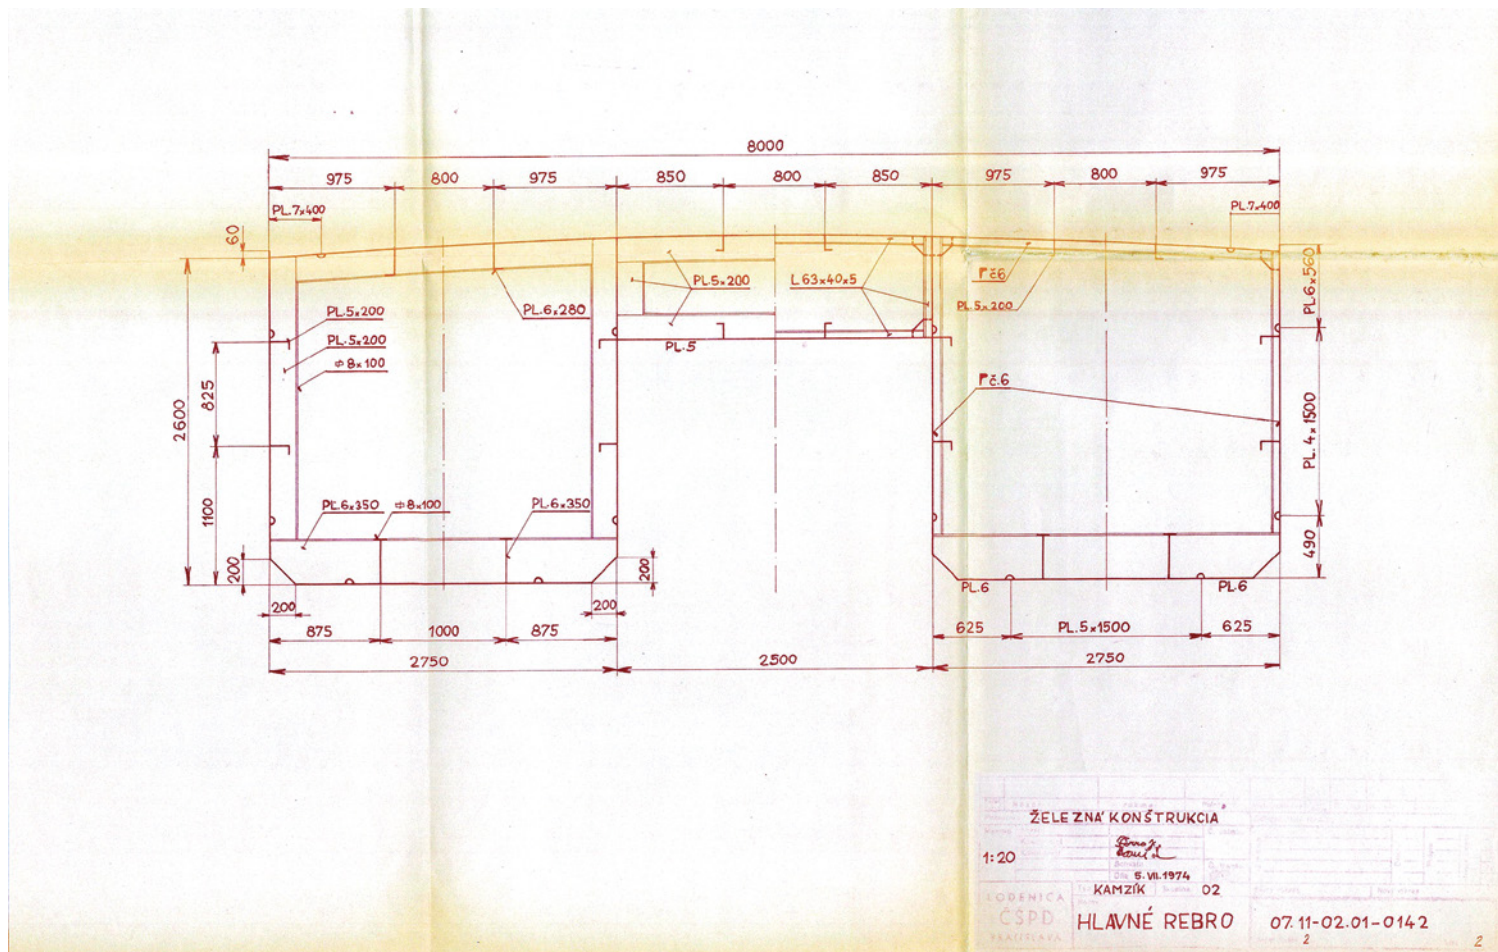 8000
975 800 975 850 800 850 975 800 975
PL.7x400 PL.7x400
60
PL.5x200 L 63x40x5 P č6 PL.6x560
PL.5x200 PL.6x280 PL.5x200
PL.5x200 PL.5
⌀8x100 P č.6
2600 825 PL.4x1500
1100 PL.6x350 ⌀8x100 PL.6x350
490
200 200
PL.6 PL.6
200 200
875 1000 875 625 PL.5x1500 625
2750 2500 2750
ŽELEZNÁ KONŠTRUKCIA
1:20
5.VII.1974
KAMZÍK 02
LODENICA
ČSPD
BRATISLAVA
HLAVNÉ REBRO 07.11-02.01-0142
2 2